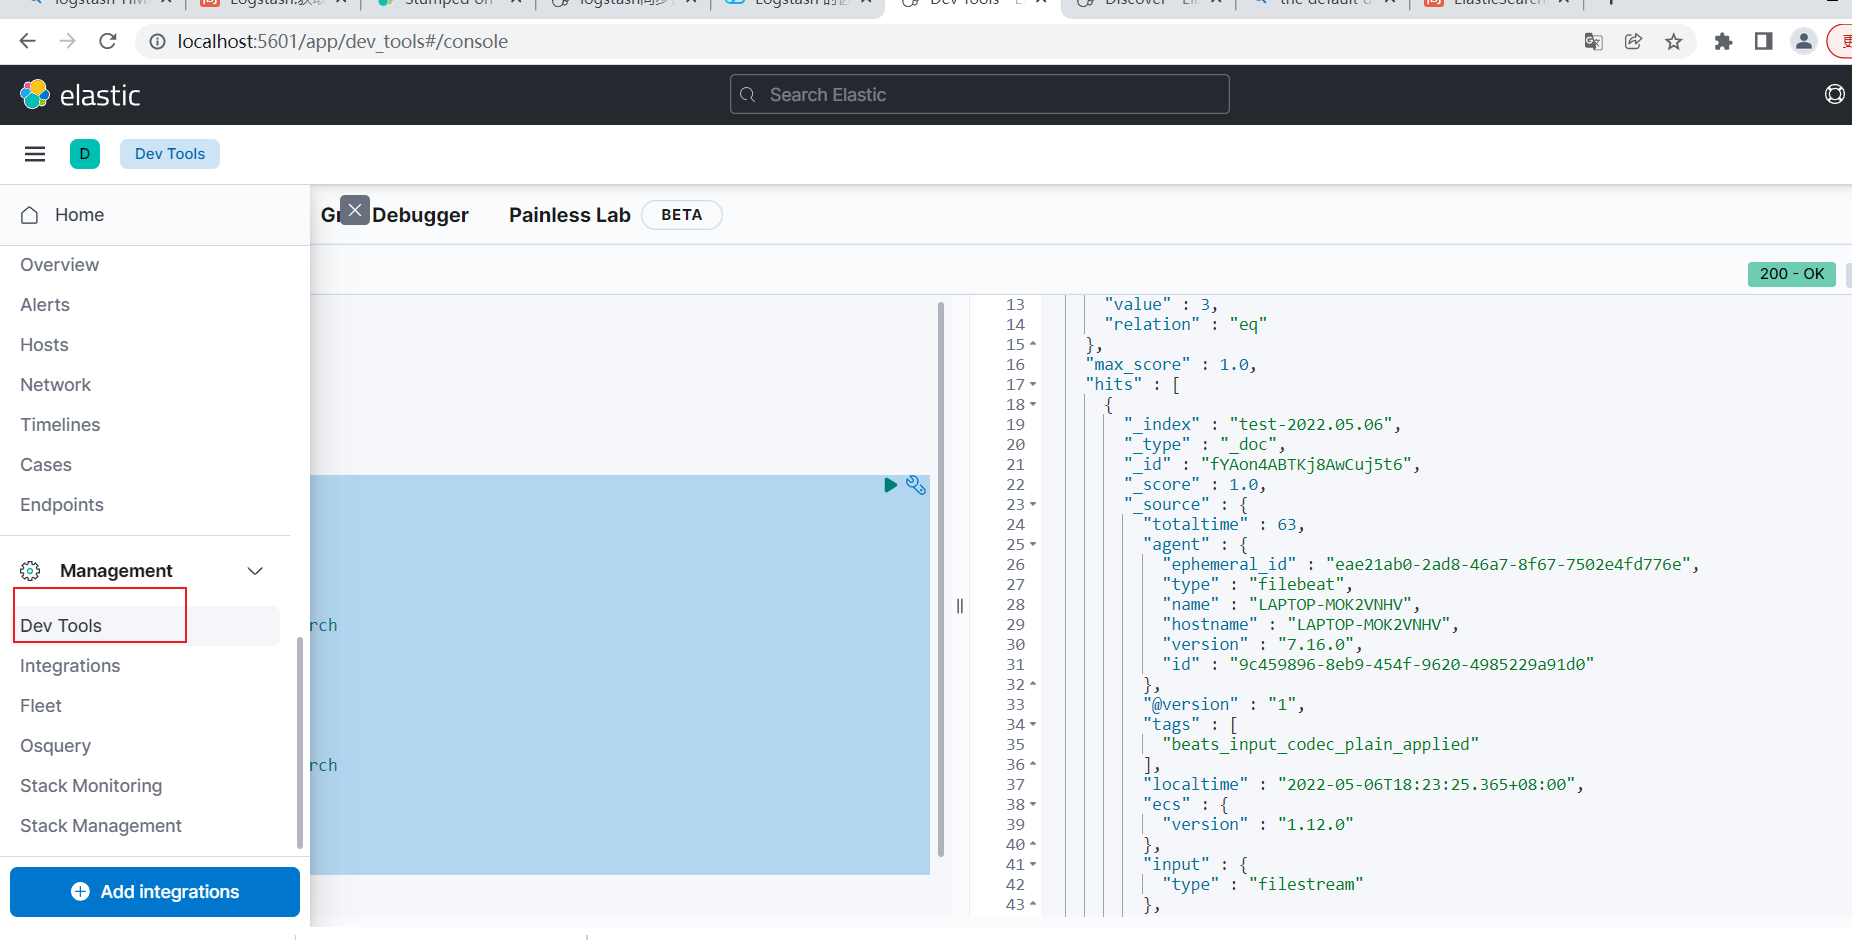 localhost:5601/app/dev_tools#/console
elastic
Search Elastic
D
Dev Tools
Home
Debugger
Painless Lab
BETA
Overview
200 - OK
Alerts
Hosts
Network
Timelines
Cases
Endpoints
Management
Dev Tools
Integrations
Fleet
Osquery
Stack Monitoring
Stack Management
Add integrations
rch
rch
13 "value" : 3,
14 "relation" : "eq"
15 },
16 "max_score" : 1.0,
17 "hits" : [
18 {
19 "_index" : "test-2022.05.06",
20 "_type" : "_doc",
21 "_id" : "fYAon4ABTKj8AwCuj5t6",
22 "_score" : 1.0,
23 "_source" : {
24 "totaltime" : 63,
25 "agent" : {
26 "ephemeral_id" : "eae21ab0-2ad8-46a7-8f67-7502e4fd776e",
27 "type" : "filebeat",
28 "name" : "LAPTOP-MOK2VNHV",
29 "hostname" : "LAPTOP-MOK2VNHV",
30 "version" : "7.16.0",
31 "id" : "9c459896-8eb9-454f-9620-4985229a91d0"
32 },
33 "@version" : "1",
34 "tags" : [
35 "beats_input_codec_plain_applied"
36 ],
37 "localtime" : "2022-05-06T18:23:25.365+08:00",
38 "ecs" : {
39 "version" : "1.12.0"
40 },
41 "input" : {
42 "type" : "filestream"
43 },